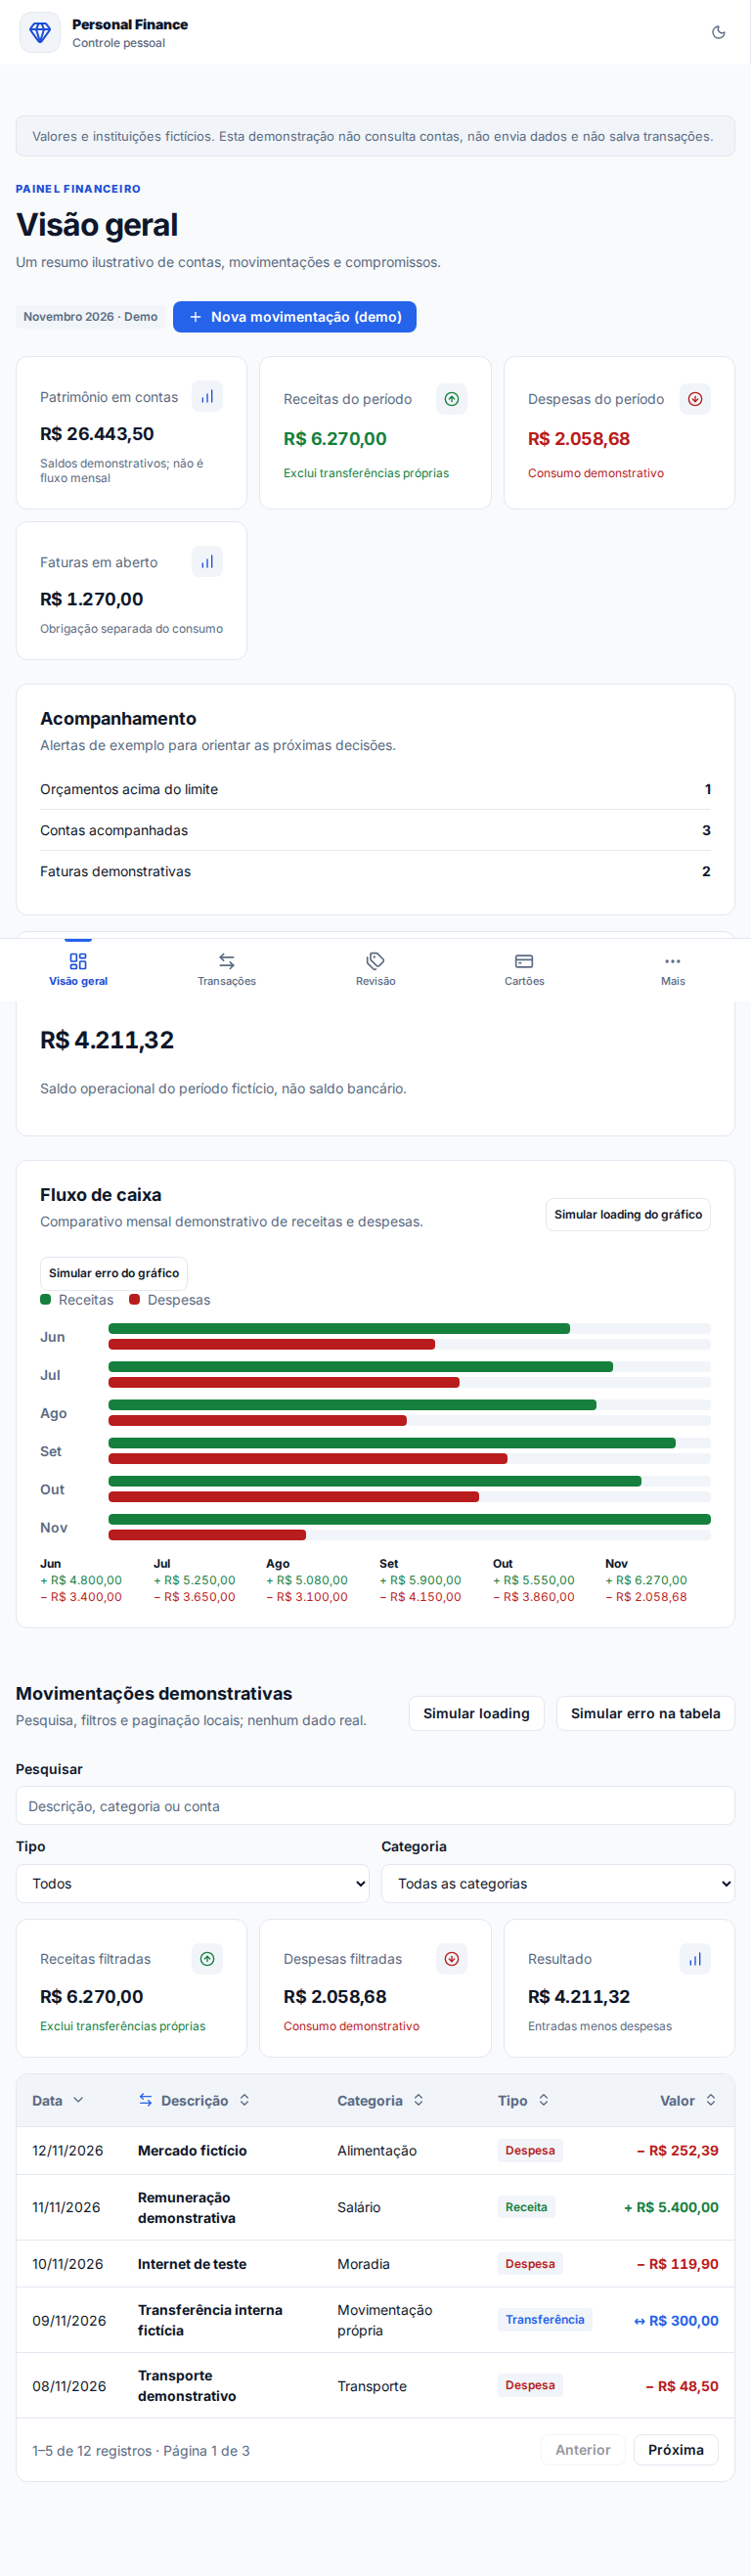 Personal Finance
Controle pessoal
Valores e instituições fictícios. Esta demonstração não consulta contas, não envia dados e não salva transações.
PAINEL FINANCEIRO
Visão geral
Um resumo ilustrativo de contas, movimentações e compromissos.
Novembro 2026 · Demo
Nova movimentação (demo)
Patrimônio em contas
R$ 26.443,50
Saldos demonstrativos; não é
fluxo mensal
Receitas do período
R$ 6.270,00
Exclui transferências próprias
Despesas do período
R$ 2.058,68
Consumo demonstrativo
Faturas em aberto
R$ 1.270,00
Obrigação separada do consumo
Acompanhamento
Alertas de exemplo para orientar as próximas decisões.
Orçamentos acima do limite 1
Contas acompanhadas 3
Faturas demonstrativas 2
Visão geral Transações Revisão Cartões Mais
R$ 4.211,32
Saldo operacional do período fictício, não saldo bancário.
Fluxo de caixa
Comparativo mensal demonstrativo de receitas e despesas.
Simular loading do gráfico
Simular erro do gráfico
Receitas Despesas
Jun
Jul
Ago
Set
Out
Nov
Jun Jul Ago Set Out Nov
+ R$ 4.800,00 + R$ 5.250,00 + R$ 5.080,00 + R$ 5.900,00 + R$ 5.550,00 + R$ 6.270,00
− R$ 3.400,00 − R$ 3.650,00 − R$ 3.100,00 − R$ 4.150,00 − R$ 3.860,00 − R$ 2.058,68
Movimentações demonstrativas
Pesquisa, filtros e paginação locais; nenhum dado real.
Simular loading Simular erro na tabela
Pesquisar
Descrição, categoria ou conta
Tipo Categoria
Todos Todas as categorias
Receitas filtradas
R$ 6.270,00
Exclui transferências próprias
Despesas filtradas
R$ 2.058,68
Consumo demonstrativo
Resultado
R$ 4.211,32
Entradas menos despesas
Data Descrição Categoria Tipo Valor
12/11/2026 Mercado fictício Alimentação Despesa − R$ 252,39
11/11/2026 Remuneração demonstrativa Salário Receita + R$ 5.400,00
10/11/2026 Internet de teste Moradia Despesa − R$ 119,90
09/11/2026 Transferência interna fictícia Movimentação própria Transferência ↔ R$ 300,00
08/11/2026 Transporte demonstrativo Transporte Despesa − R$ 48,50
1–5 de 12 registros · Página 1 de 3 Anterior Próxima